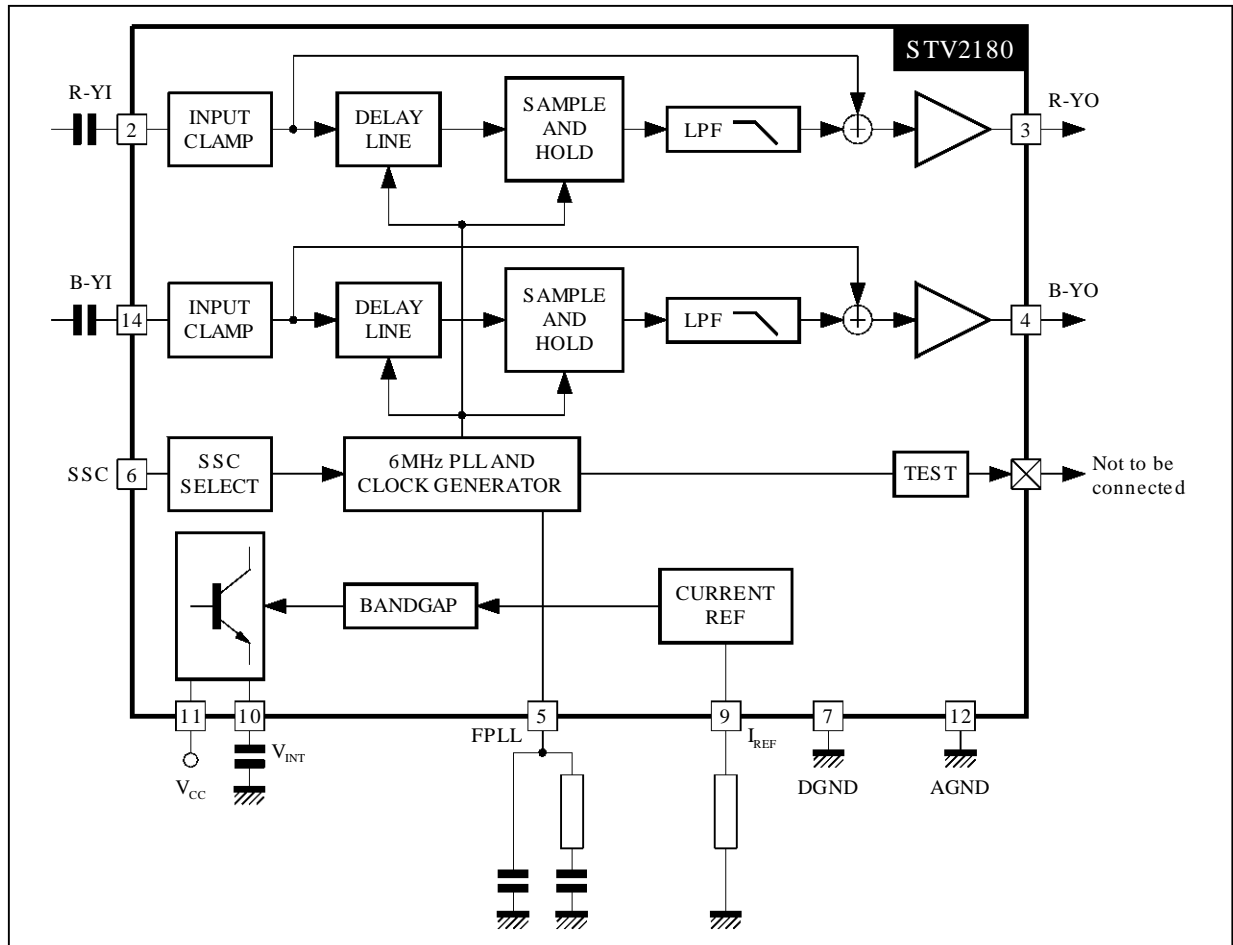 STV2180
R-YI
2
INPUT
CLAMP
DELAY
LINE
SAMPLE
AND
HOLD
LPF
+
3
R-YO
B-YI
14
INPUT
CLAMP
DELAY
LINE
SAMPLE
AND
HOLD
LPF
+
4
B-YO
SSC
6
SSC
SELECT
6MHz PLL AND
CLOCK GENERATOR
TEST
Not to be
connected
BANDGAP
CURRENT
REF
11
10
5
9
7
12
VCC
VINT
FPLL
IREF
DGND
AGND